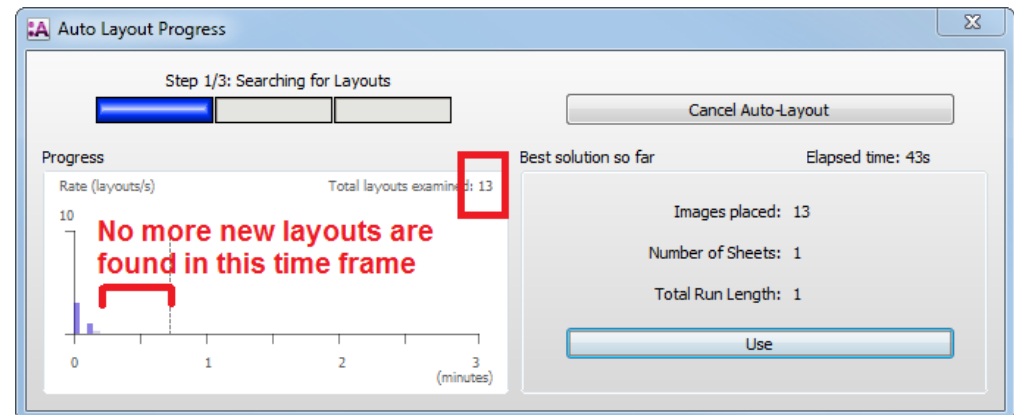 :A Auto Layout Progress
Step 1/3: Searching for Layouts
Cancel Auto-Layout
Progress
Best solution so far
Elapsed time: 43s
Rate (layouts/s)
Total layouts examined: 13
10
No more new layouts are
found in this time frame
0 1 2 3
(minutes)
Images placed: 13
Number of Sheets: 1
Total Run Length: 1
Use